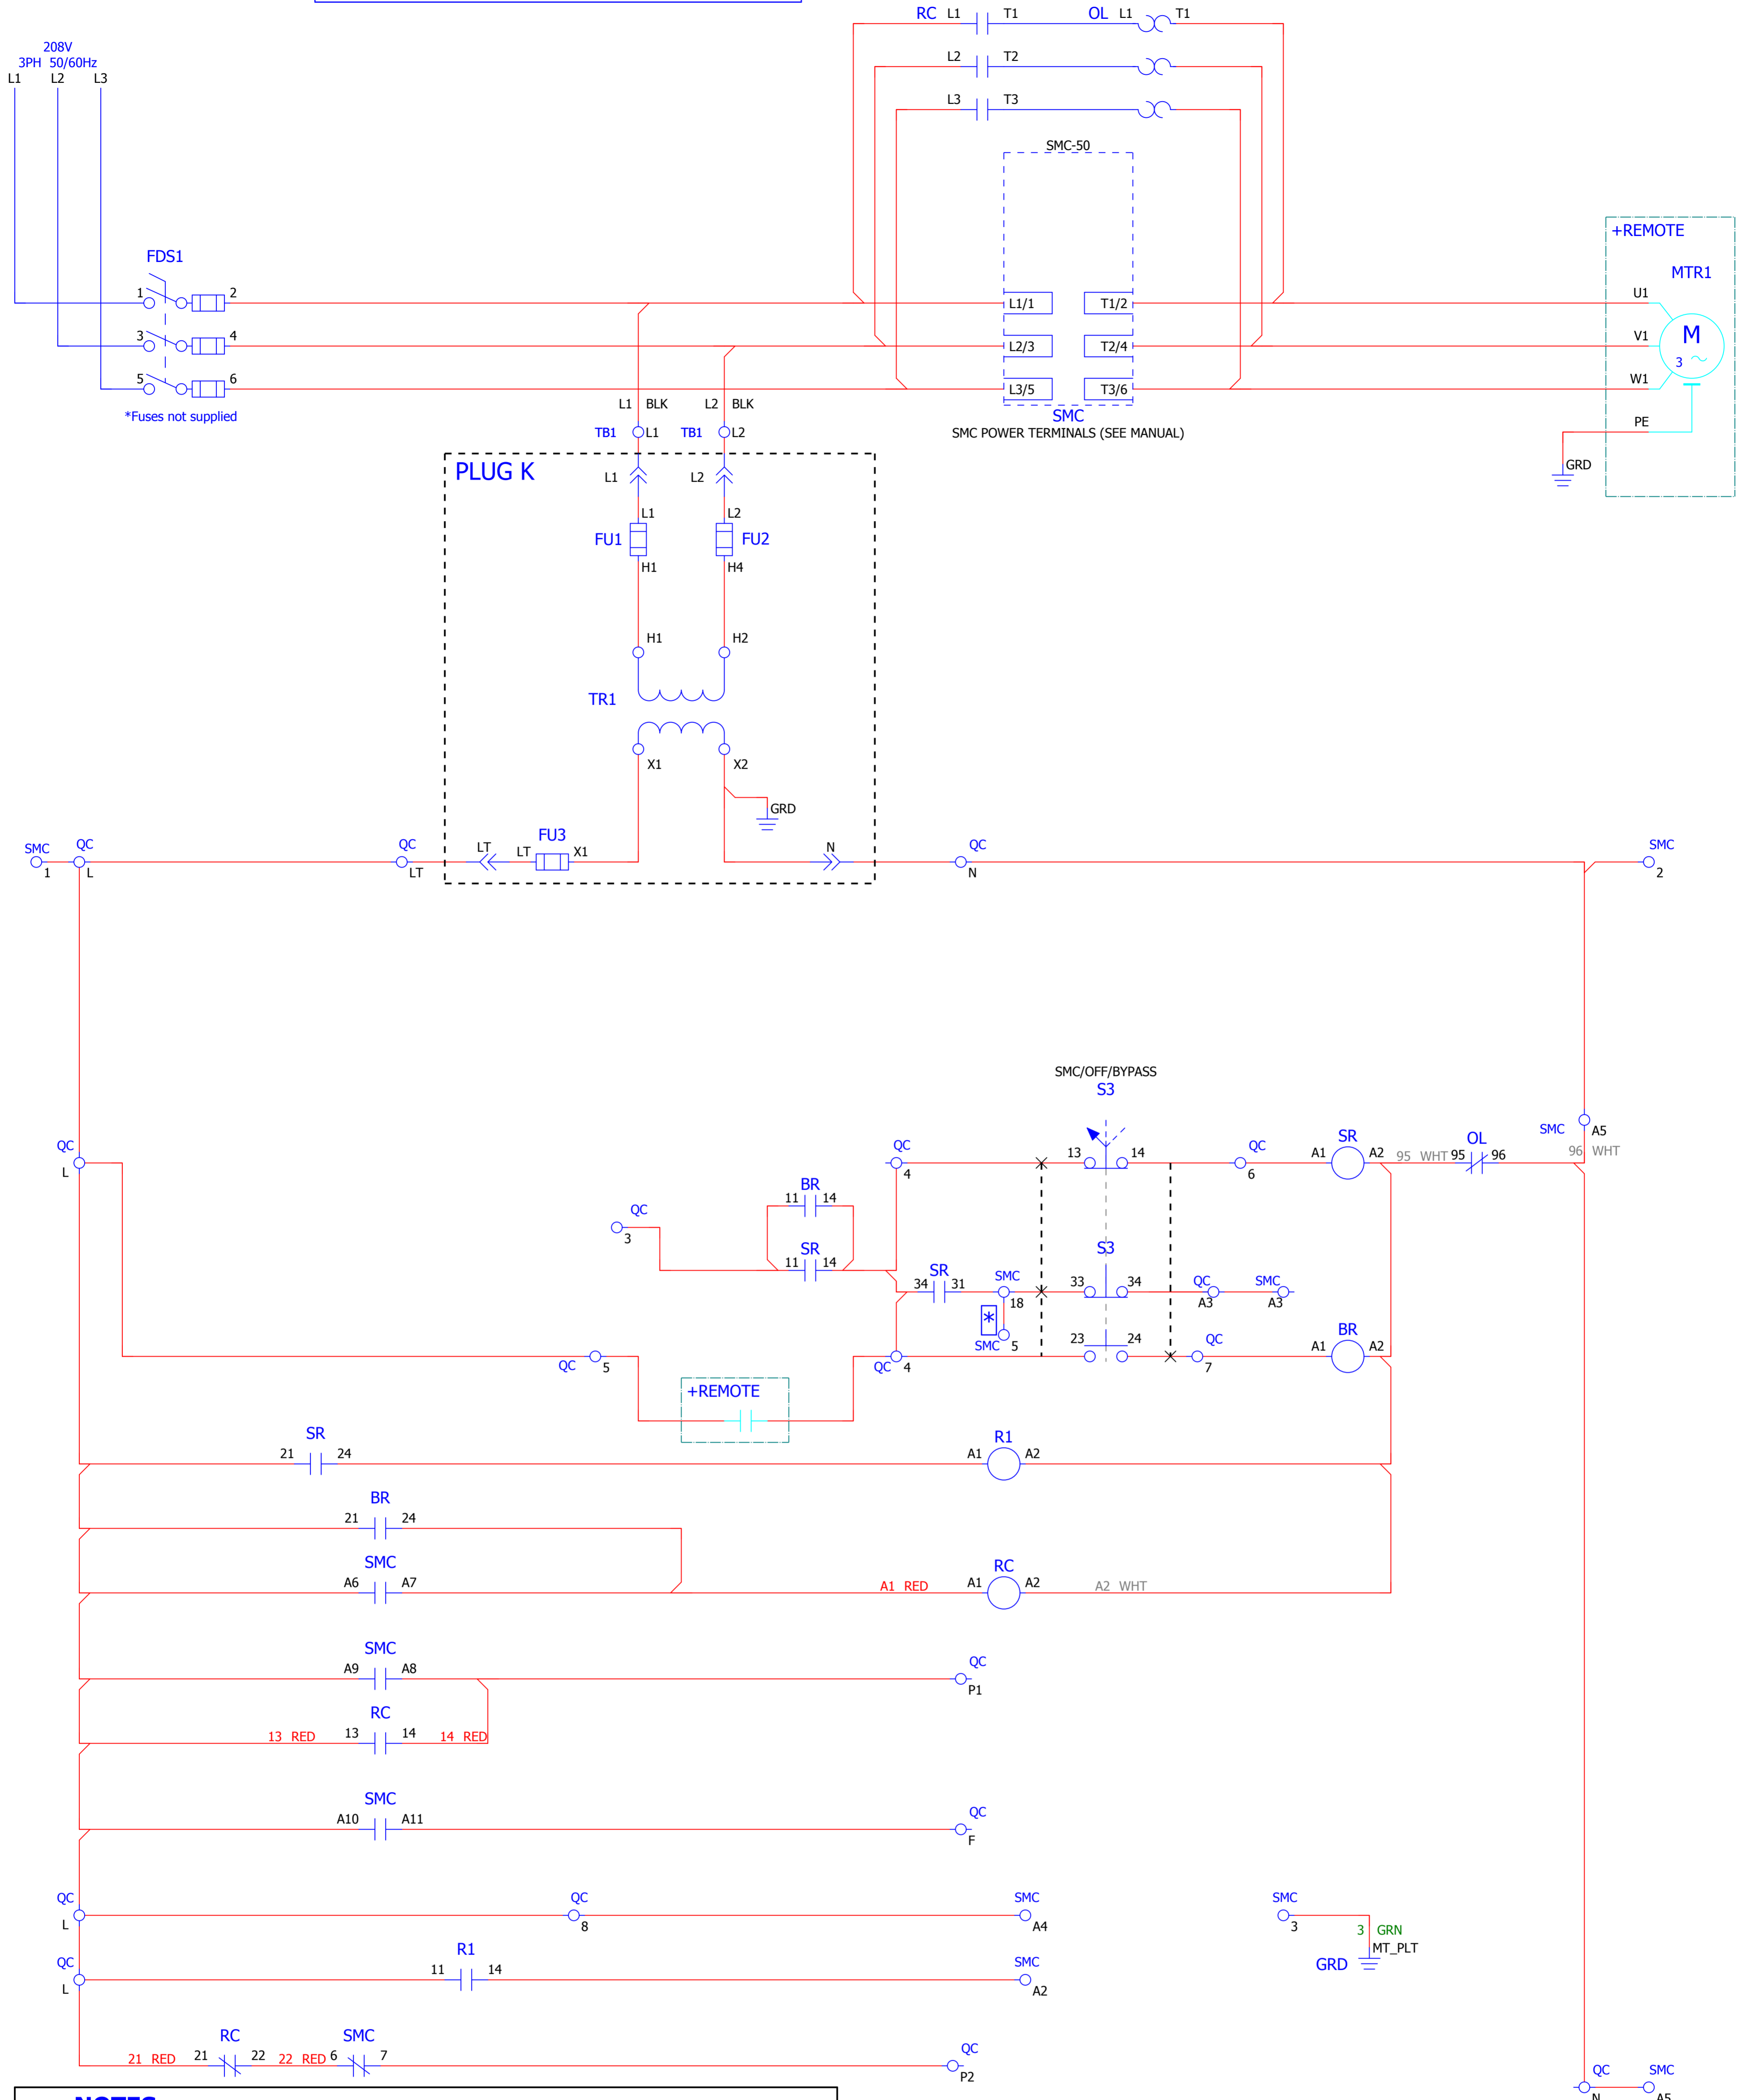 RC L1 T1 OL L1 T1
208V
3PH 50/60Hz
L1 L2 L3
L2 T2
L3 T3
SMC-50
+REMOTE
MTR1
FDS1
1 2
L1/1 T1/2
U1
3 4
L2/3 T2/4
V1
M
3
5 6
L3/5 T3/6
W1
*Fuses not supplied
L1 BLK L2 BLK
SMC
SMC POWER TERMINALS (SEE MANUAL)
PE
TB1 L1 TB1 L2
GRD
PLUG K
L1 L2
L1 L2
FU1 FU2
H1 H4
H1 H2
TR1
X1 X2
GRD
SMC QC QC FU3 QC SMC
LT LT X1 N
1 L LT N 2
SMC/OFF/BYPASS
S3
SMC A5
QC QC 13 14 QC SR OL
A1 A2 95 WHT 95 96 96 WHT
L 4 6
BR
11 14
QC
3
SR
11 14
S3
SR SMC QC SMC
34 31 33 34
18 A3 A3
*
SMC 5
23 24 QC BR
A1 A2
QC 5 QC 4 7
+REMOTE
SR
21 24
R1
A1 A2
BR
21 24
SMC
A6 A7
A1 RED
RC
A1 A2
A2 WHT
SMC
A9 A8
QC
P1
RC
13 RED 13 14 14 RED
SMC
A10 A11
QC
F
QC QC SMC SMC
L 8 A4 3
3 GRN
MT_PLT
GRD
QC R1 SMC
11 14
L A2
RC SMC
21 RED 21 22 22 RED 6 7
QC
P2
QC SMC
N A5
NOTES